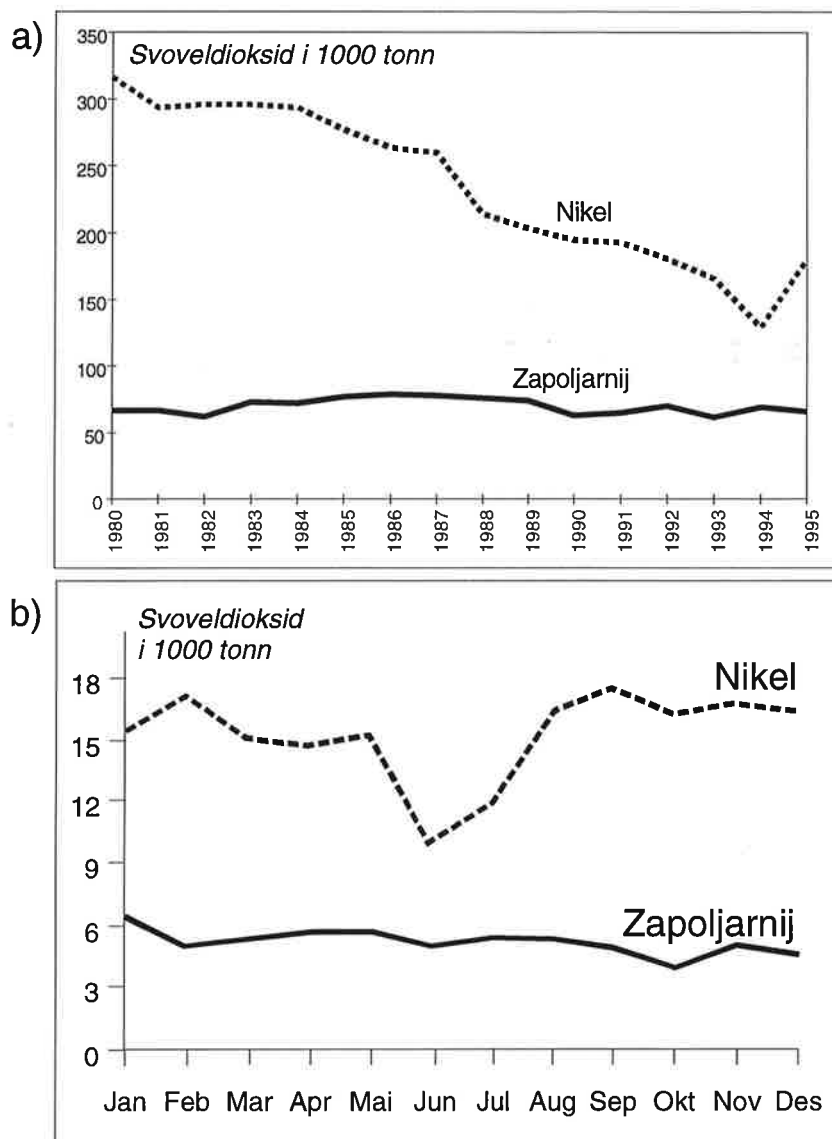 a)
Svoveldioksid i 1000 tonn
350
300
250
200
150
100
50
0
Nikel
Zapoljarnij
1980 1981 1982 1983 1984 1985 1986 1987 1988 1989 1990 1991 1992 1993 1994 1995
b)
Svoveldioksid
i 1000 tonn
18
15
12
9
6
3
0
Nikel
Zapoljarnij
Jan Feb Mar Apr Mai Jun Jul Aug Sep Okt Nov Des